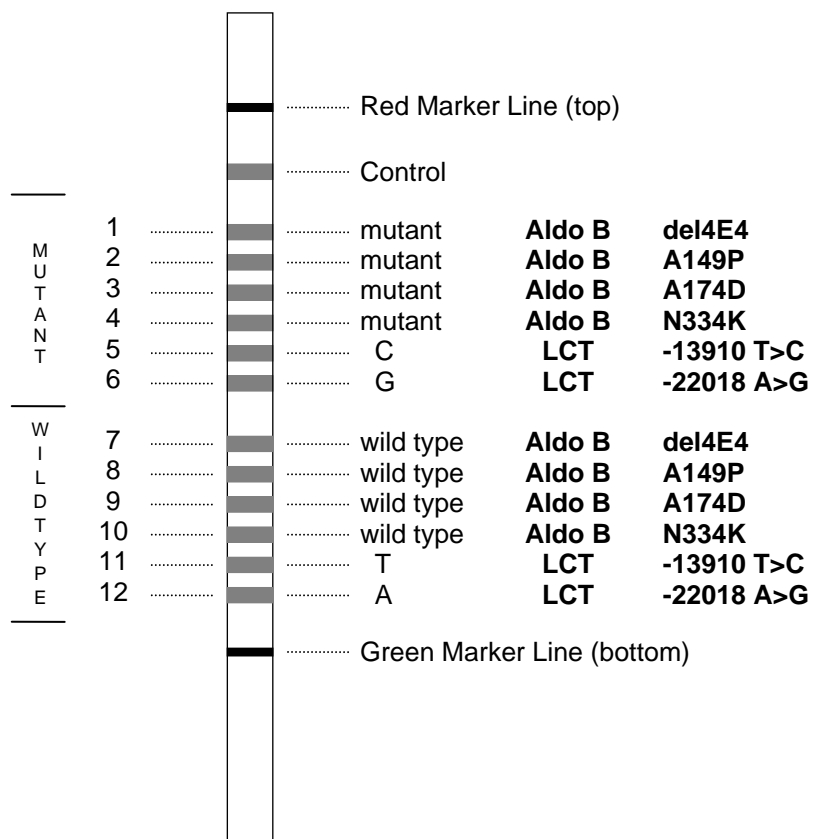 Red Marker Line (top)
Control
MUTANT
1 mutant Aldo B del4E4
2 mutant Aldo B A149P
3 mutant Aldo B A174D
4 mutant Aldo B N334K
5 C LCT -13910 T>C
6 G LCT -22018 A>G
WILDTYPE
7 wild type Aldo B del4E4
8 wild type Aldo B A149P
9 wild type Aldo B A174D
10 wild type Aldo B N334K
11 T LCT -13910 T>C
12 A LCT -22018 A>G
Green Marker Line (bottom)